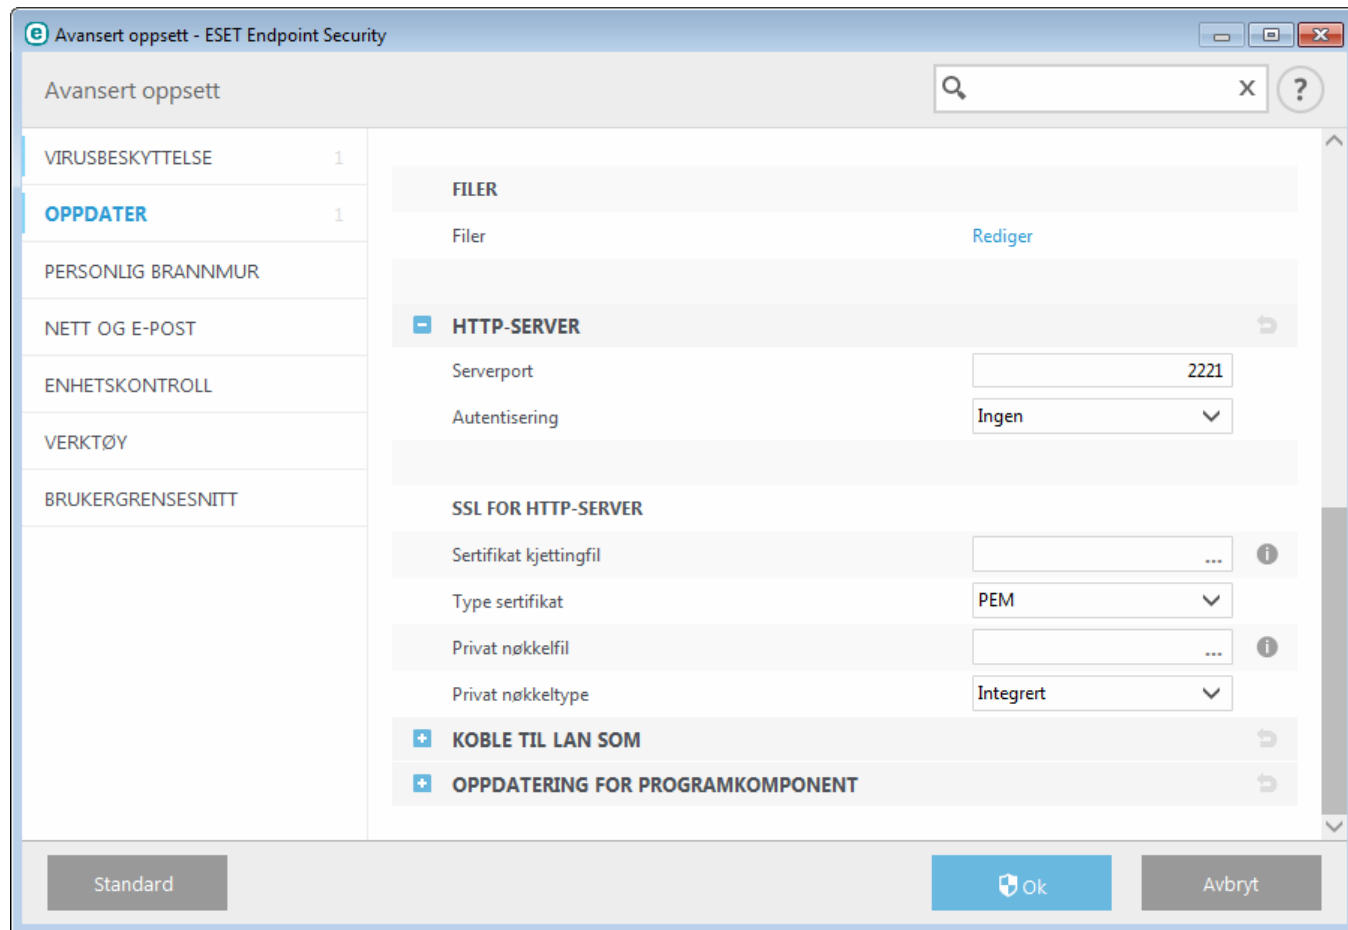 Avansert oppsett - ESET Endpoint Security
Avansert oppsett
X
?
VIRUSBESKYTTELSE 1
OPPDATER 1
PERSONLIG BRANNMUR
NETT OG E-POST
ENHETSKONTROLL
VERKTØY
BRUKERGRENSESNITT
FILER
Filer Rediger
HTTP-SERVER
Serverport 2221
Autentisering Ingen
SSL FOR HTTP-SERVER
Sertifikat kjettingfil ...
Type sertifikat PEM
Privat nøkkelfil ...
Privat nøkkeltype Integrert
KOBLE TIL LAN SOM
OPPDATERING FOR PROGRAMKOMPONENT
Standard Ok Avbryt